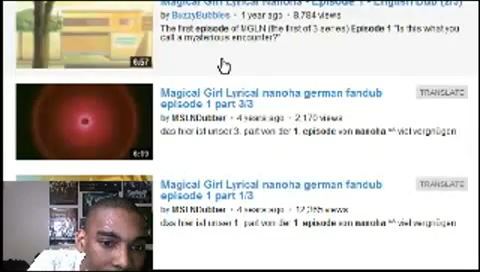 Magical Girl Lyrical Nanoha - Episode 1 - English Dub (2/3)
by BuzzyBubbles • 1 year ago • 8,784 views
The first episode of MGLN (the first of 3 series) Episode 1 "Is this what you
call a mysterious encounter?"
6:57
Magical Girl Lyrical nanoha german fandub
episode 1 part 3/3
TRANSLATE
by MSLNDubber • 4 years ago • 2,170 views
das hier ist unser 3. part von der 1. episode von nanoha ^^ viel vergnügen
Magical Girl Lyrical nanoha german fandub
episode 1 part 1/3
TRANSLATE
by MSLNDubber • 4 years ago
das hier ist unser 1. part von der 1. episode von nanoha ^^ viel vergnügen